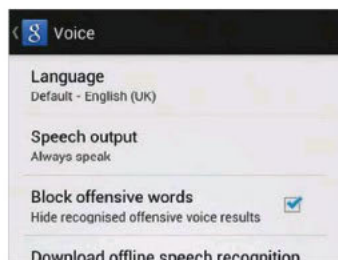 Voice
Language
Default - English (UK)
Speech output
Always speak
Block offensive words
Hide recognised offensive voice results
Download offline speech recognition